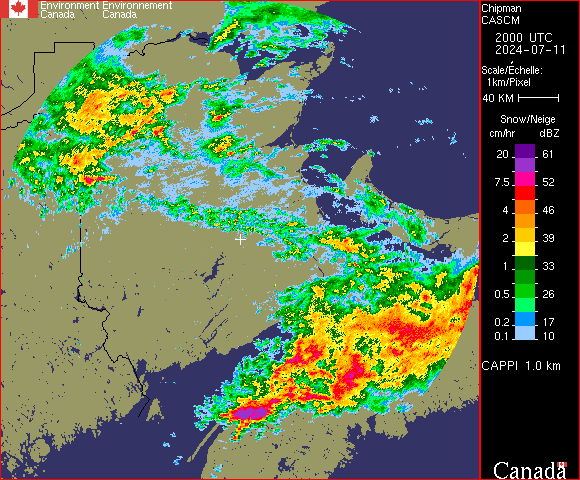 Environment Environnement
Canada Canada
Chipman
CASCM
2000 UTC
2024-07-11
Scale/Echelle:
1km/Pixel
40 KM
Snow/Neige
cm/hr dBZ
20 61
7.5 52
4 46
2 39
1 33
0.5 26
0.2 17
0.1 10
CAPPI 1.0 km
Canada